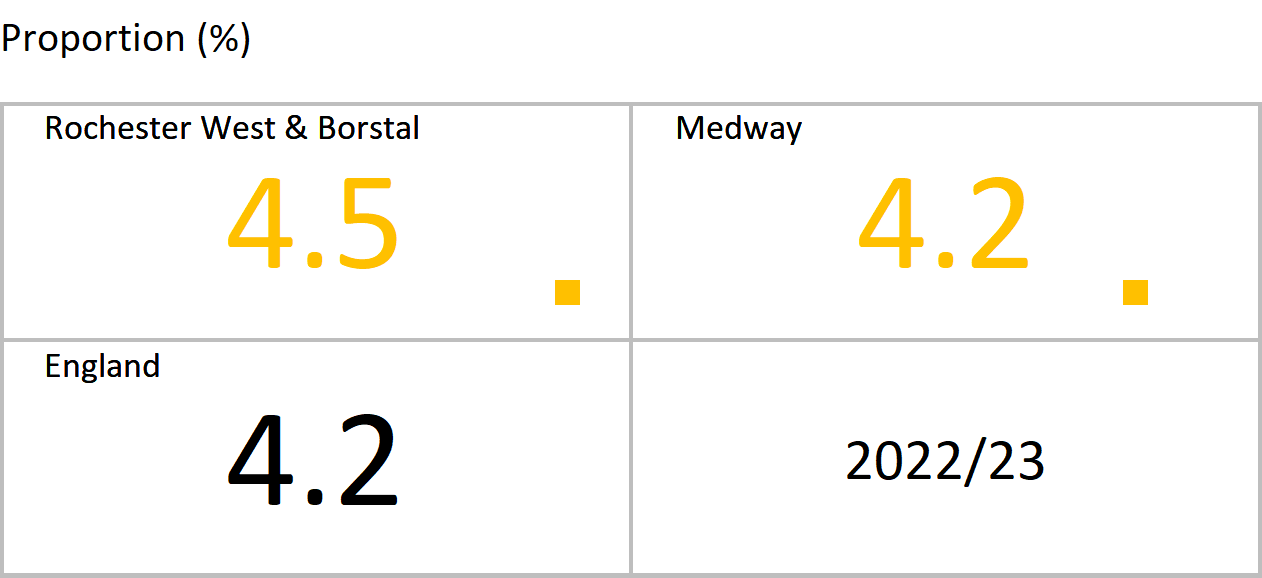 Proportion (%)
Rochester West & Borstal
4.5
Medway
4.2
England
4.2
2022/23